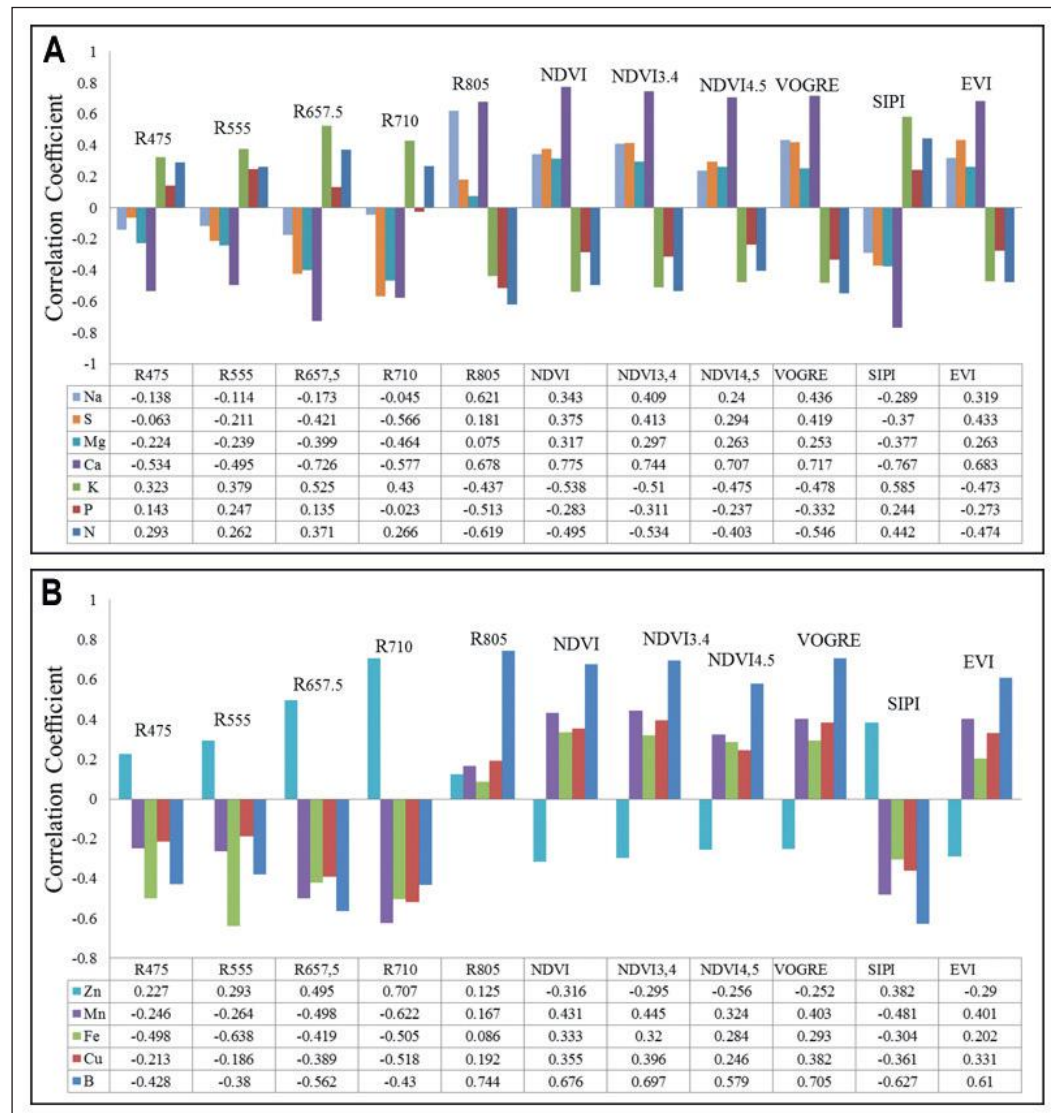 A
1
0.8
0.6
0.4
0.2
0
-0.2
-0.4
-0.6
-0.8
-1
Correlation Coefficient
R475
R555
R657.5
R710
R805
NDVI
NDVI3.4
NDVI4.5
VOGRE
SIPI
EVI
R475 R555 R657,5 R710 R805 NDVI NDVI3,4 NDVI4,5 VOGRE SIPI EVI
Na -0.138 -0.114 -0.173 -0.045 0.621 0.343 0.409 0.24 0.436 -0.289 0.319
S -0.063 -0.211 -0.421 -0.566 0.181 0.375 0.413 0.294 0.419 -0.37 0.433
Mg -0.224 -0.239 -0.399 -0.464 0.075 0.317 0.297 0.263 0.253 -0.377 0.263
Ca -0.534 -0.495 -0.726 -0.577 0.678 0.775 0.744 0.707 0.717 -0.767 0.683
K 0.323 0.379 0.525 0.43 -0.437 -0.538 -0.51 -0.475 -0.478 0.585 -0.473
P 0.143 0.247 0.135 -0.023 -0.513 -0.283 -0.311 -0.237 -0.332 0.244 -0.273
N 0.293 0.262 0.371 0.266 -0.619 -0.495 -0.534 -0.403 -0.546 0.442 -0.474
B
1
0.8
0.6
0.4
0.2
0
-0.2
-0.4
-0.6
-0.8
Correlation Coefficient
R475
R555
R657.5
R710
R805
NDVI
NDVI3.4
NDVI4.5
VOGRE
SIPI
EVI
R475 R555 R657,5 R710 R805 NDVI NDVI3,4 NDVI4,5 VOGRE SIPI EVI
Zn 0.227 0.293 0.495 0.707 0.125 -0.316 -0.295 -0.256 -0.252 0.382 -0.29
Mn -0.246 -0.264 -0.498 -0.622 0.167 0.431 0.445 0.324 0.403 -0.481 0.401
Fe -0.498 -0.638 -0.419 -0.505 0.086 0.333 0.32 0.284 0.293 -0.304 0.202
Cu -0.213 -0.186 -0.389 -0.518 0.192 0.355 0.396 0.246 0.382 -0.361 0.331
B -0.428 -0.38 -0.562 -0.43 0.744 0.676 0.697 0.579 0.705 -0.627 0.61